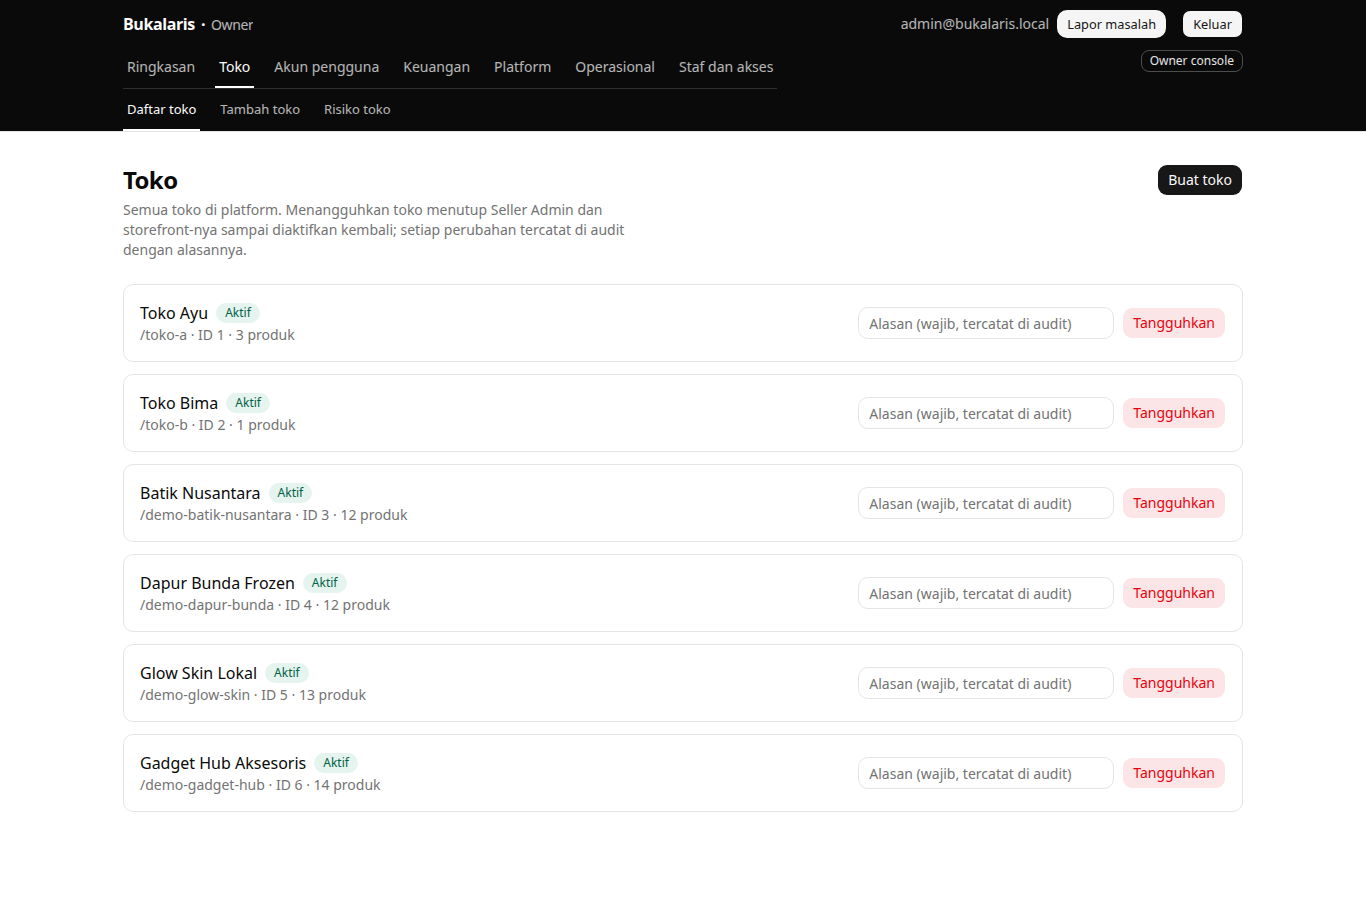 Bukalaris · Owner
admin@bukalaris.local Lapor masalah Keluar
Ringkasan Toko Akun pengguna Keuangan Platform Operasional Staf dan akses
Owner console
Daftar toko Tambah toko Risiko toko
Toko
Buat toko
Semua toko di platform. Menangguhkan toko menutup Seller Admin dan
storefront-nya sampai diaktifkan kembali; setiap perubahan tercatat di audit
dengan alasannya.
Toko Ayu Aktif
/toko-a · ID 1 · 3 produk
Alasan (wajib, tercatat di audit) Tangguhkan
Toko Bima Aktif
/toko-b · ID 2 · 1 produk
Alasan (wajib, tercatat di audit) Tangguhkan
Batik Nusantara Aktif
/demo-batik-nusantara · ID 3 · 12 produk
Alasan (wajib, tercatat di audit) Tangguhkan
Dapur Bunda Frozen Aktif
/demo-dapur-bunda · ID 4 · 12 produk
Alasan (wajib, tercatat di audit) Tangguhkan
Glow Skin Lokal Aktif
/demo-glow-skin · ID 5 · 13 produk
Alasan (wajib, tercatat di audit) Tangguhkan
Gadget Hub Aksesoris Aktif
/demo-gadget-hub · ID 6 · 14 produk
Alasan (wajib, tercatat di audit) Tangguhkan